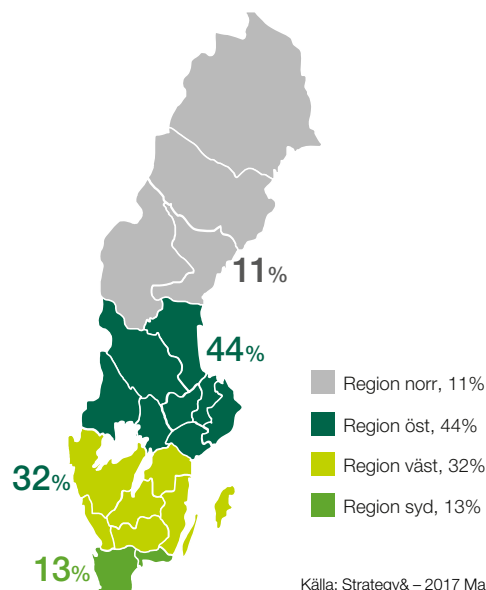 11%
44%
Region norr, 11%
Region öst, 44%
Region väst, 32%
32%
Region syd, 13%
13%
Källa: Strategy& – 2017 Ma